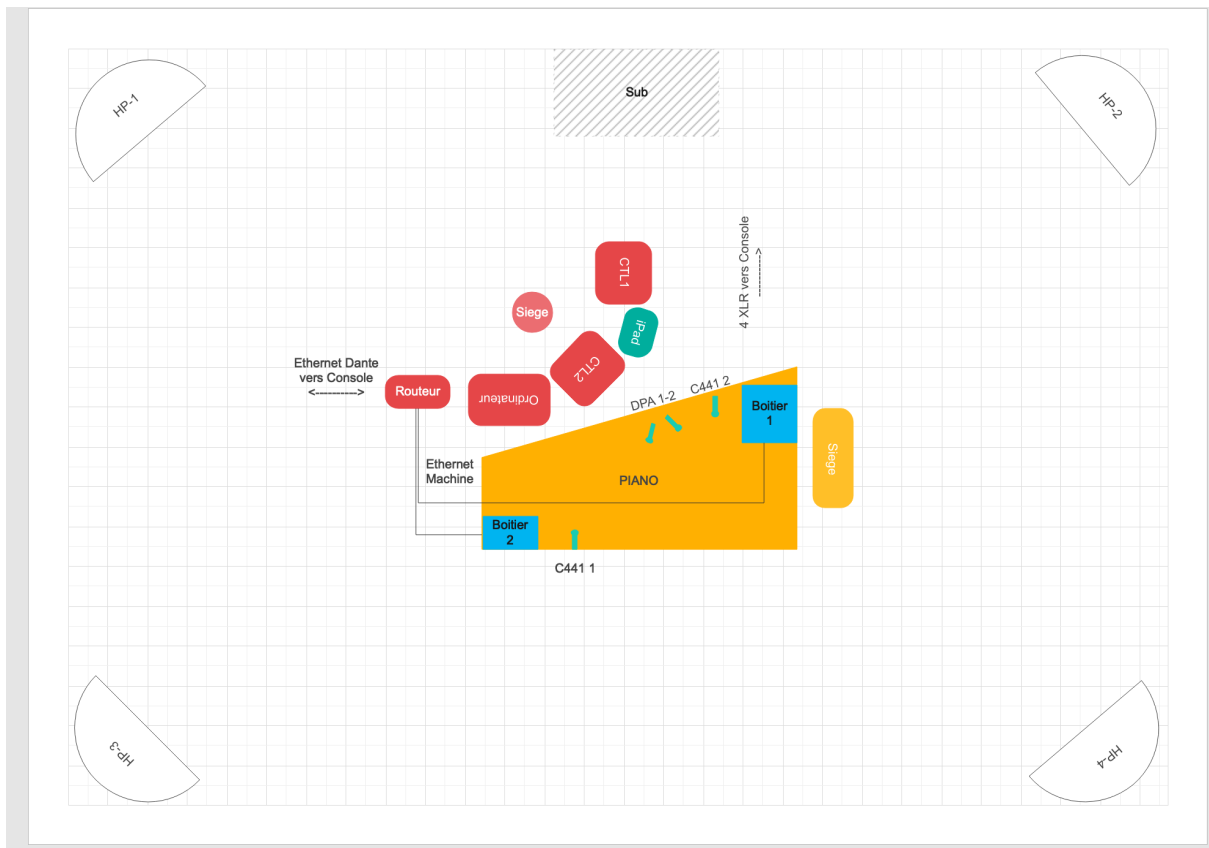 HP-1
Sub
HP-2
CTL1
4 XLR vers Console
---------->
Siege
iPad
Ethernet Dante
vers Console
<---------->
CTL2
Routeur
Ordinateur
DPA 1-2
C441 2
Boitier
1
Siege
Ethernet
Machine
PIANO
Boitier
2
C441 1
HP-3
HP-4